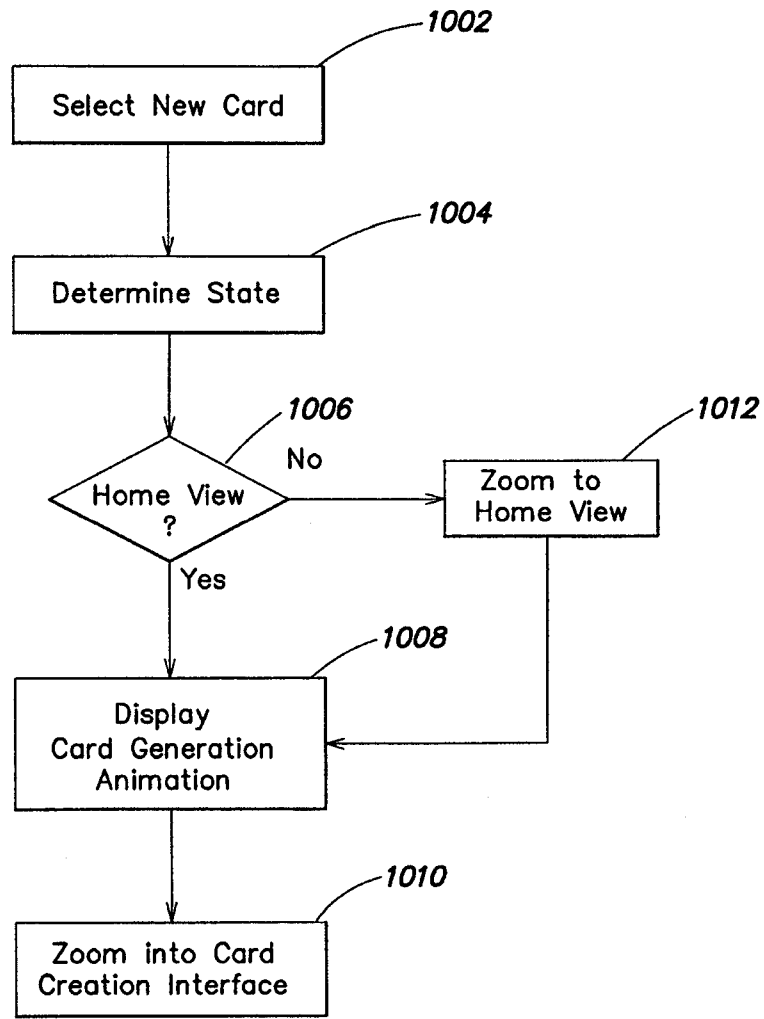 1002
Select New Card
1004
Determine State
1006
Home View
?
No
1012
Zoom to
Home View
Yes
1008
Display
Card Generation
Animation
1010
Zoom into Card
Creation Interface